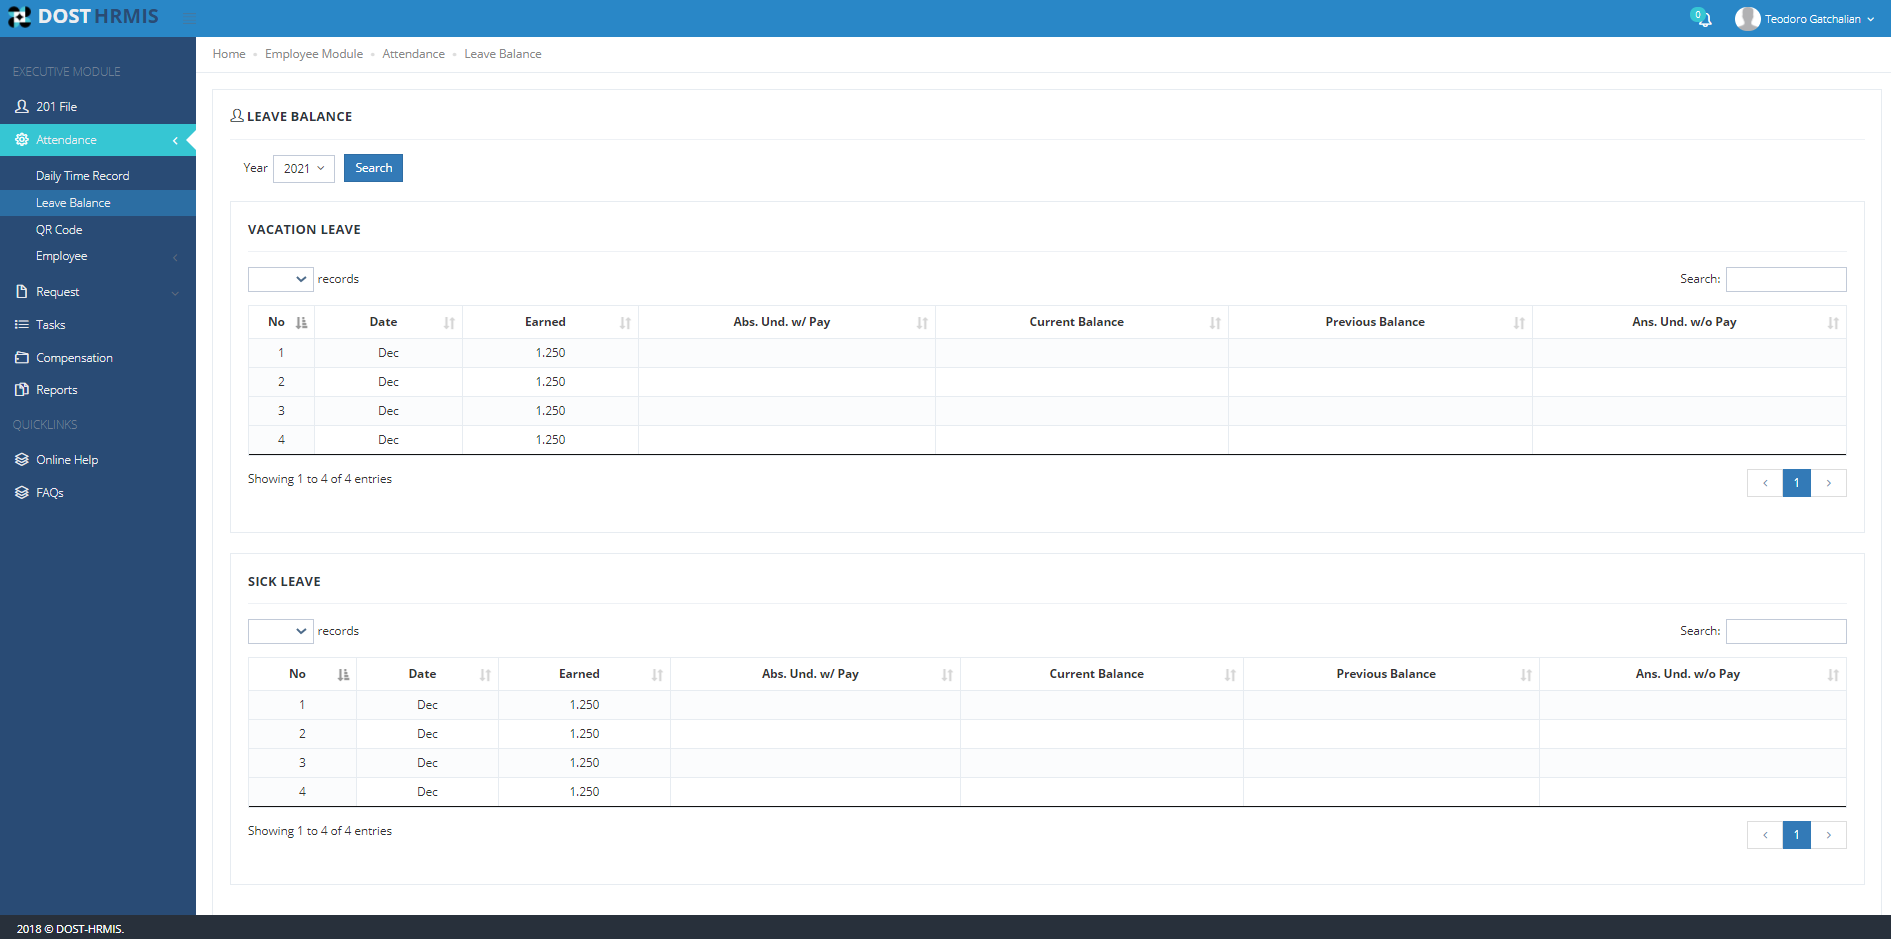 DOST HRMIS
0
Teodoro Gatchalian
EXECUTIVE MODULE
201 File
Attendance
Daily Time Record
Leave Balance
QR Code
Employee
Request
Tasks
Compensation
Reports
QUICKLINKS
Online Help
FAQs
Home Employee Module Attendance Leave Balance
LEAVE BALANCE
Year 2021 Search
VACATION LEAVE
records Search:
No Date Earned Abs. Und. w/ Pay Current Balance Previous Balance Ans. Und. w/o Pay
1 Dec 1.250
2 Dec 1.250
3 Dec 1.250
4 Dec 1.250
Showing 1 to 4 of 4 entries
1
SICK LEAVE
records Search:
No Date Earned Abs. Und. w/ Pay Current Balance Previous Balance Ans. Und. w/o Pay
1 Dec 1.250
2 Dec 1.250
3 Dec 1.250
4 Dec 1.250
Showing 1 to 4 of 4 entries
1
2018 © DOST-HRMIS.